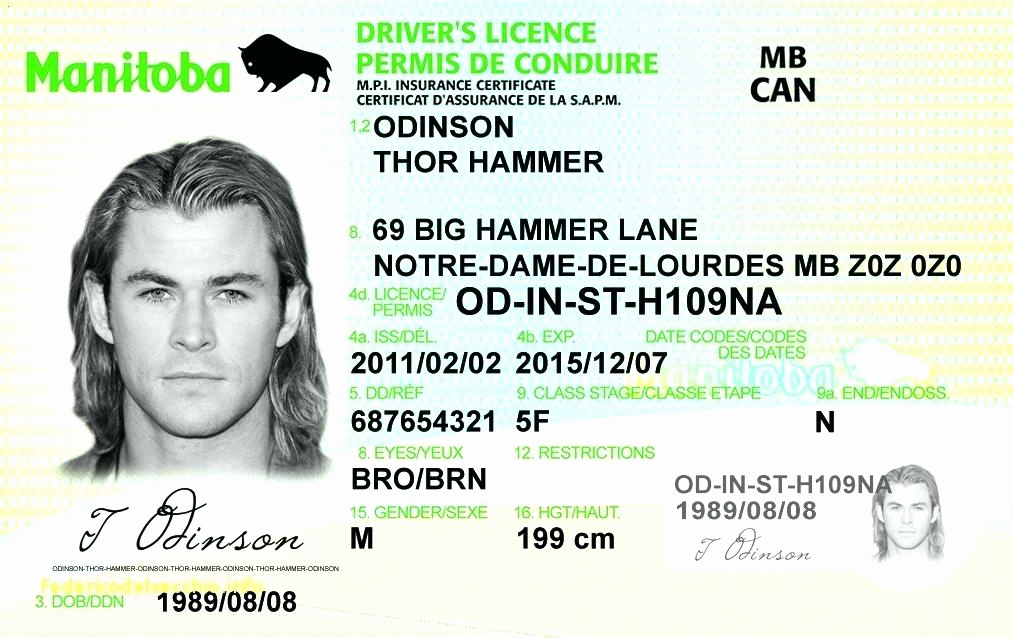 Manitoba
DRIVER'S LICENCE
PERMIS DE CONDUIRE
M.P.I. INSURANCE CERTIFICATE
CERTIFICAT D'ASSURANCE DE LA S.A.P.M.
MB
CAN
1,2 ODINSON
THOR HAMMER
8. 69 BIG HAMMER LANE
NOTRE-DAME-DE-LOURDES MB Z0Z 0Z0
4d. LICENCE/
PERMIS OD-IN-ST-H109NA
4a. ISS/DÉL. 4b. EXP. DATE CODES/CODES
DES DATES
2011/02/02 2015/12/07
Manitoba
5. DD/RÉF 9. CLASS STAGE/CLASSE ETAPE 9a. END/ENDOSS.
687654321 5F N
8. EYES/YEUX 12. RESTRICTIONS
BRO/BRN
15. GENDER/SEXE 16. HGT/HAUT.
M 199 cm
OD-IN-ST-H109NA
1989/08/08
T Odinson
T Odinson
ODINSON-THOR-HAMMER-ODINSON-THOR-HAMMER-ODINSON-THOR-HAMMER-ODINSON
3. DOB/DDN 1989/08/08